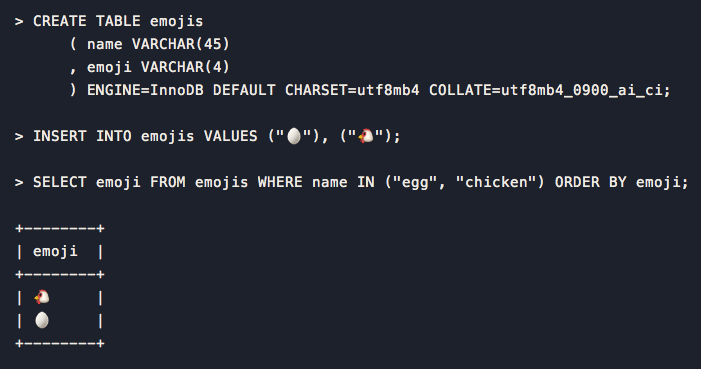 > CREATE TABLE emojis
( name VARCHAR(45)
, emoji VARCHAR(4)
) ENGINE=InnoDB DEFAULT CHARSET=utf8mb4 COLLATE=utf8mb4_0900_ai_ci;
> INSERT INTO emojis VALUES ("🥚"), ("🐔");
> SELECT emoji FROM emojis WHERE name IN ("egg", "chicken") ORDER BY emoji;
+--------+
| emoji  |
+--------+
| 🐔     |
| 🥚     |
+--------+